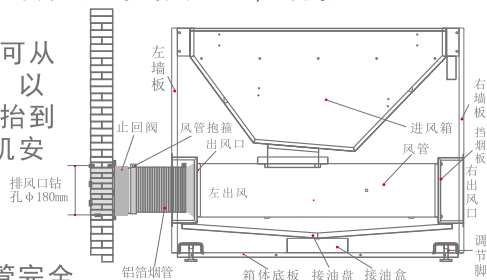 可从
以
抬到
机安
左墙板
右墙板
止回阀
风管抱箍
出风口
进风箱
挡烟板
风管
右出风口
排风口钻
孔φ180mm
左出风
铝箔烟管
箱体底板
接油盘
接油盒
调节脚
管完全